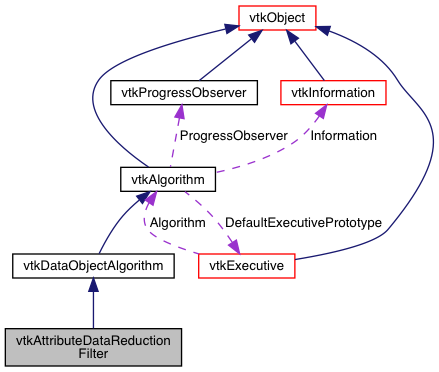 vtkObject
vtkProgressObserver
vtkInformation
ProgressObserver
Information
vtkAlgorithm
Algorithm
DefaultExecutivePrototype
vtkDataObjectAlgorithm
vtkExecutive
vtkAttributeDataReduction
Filter